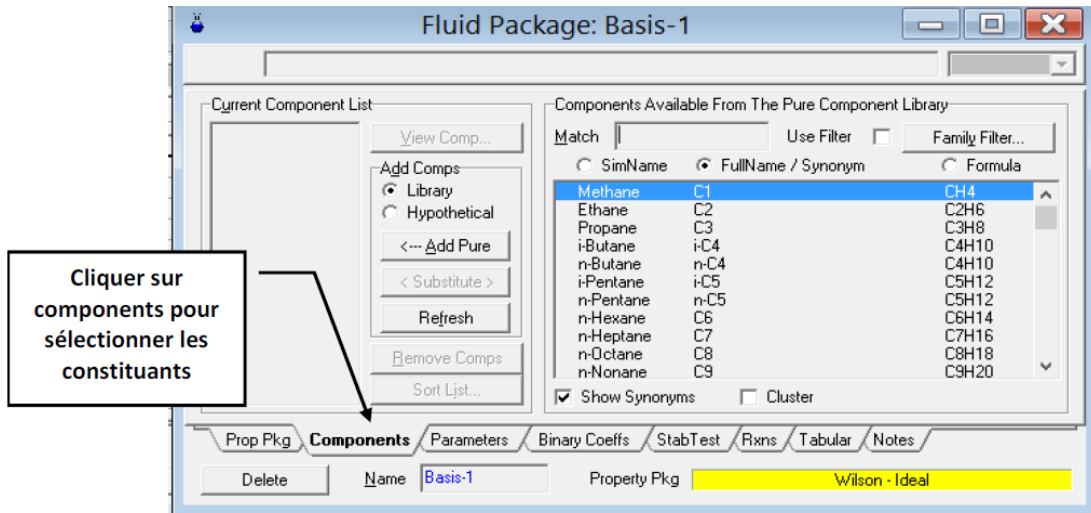 Fluid Package: Basis-1
Current Component List
View Comp...
Add Comps
Library
Hypothetical
<--- Add Pure
< Substitute >
Refresh
Remove Comps
Sort List...
Components Available From The Pure Component Library
Match Use Filter Family Filter...
SimName FullName / Synonym Formula
Methane C1 CH4
Ethane C2 C2H6
Propane C3 C3H8
i-Butane i-C4 C4H10
n-Butane n-C4 C4H10
i-Pentane i-C5 C5H12
n-Pentane n-C5 C5H12
n-Hexane C6 C6H14
n-Heptane C7 C7H16
n-Octane C8 C8H18
n-Nonane C9 C9H20
Show Synonyms Cluster
Cliquer sur
components pour
sélectionner les
constituants
Prop Pkg Components Parameters Binary Coeffs StabTest Rxns Tabular Notes
Delete Name Basis-1 Property Pkg Wilson - Ideal